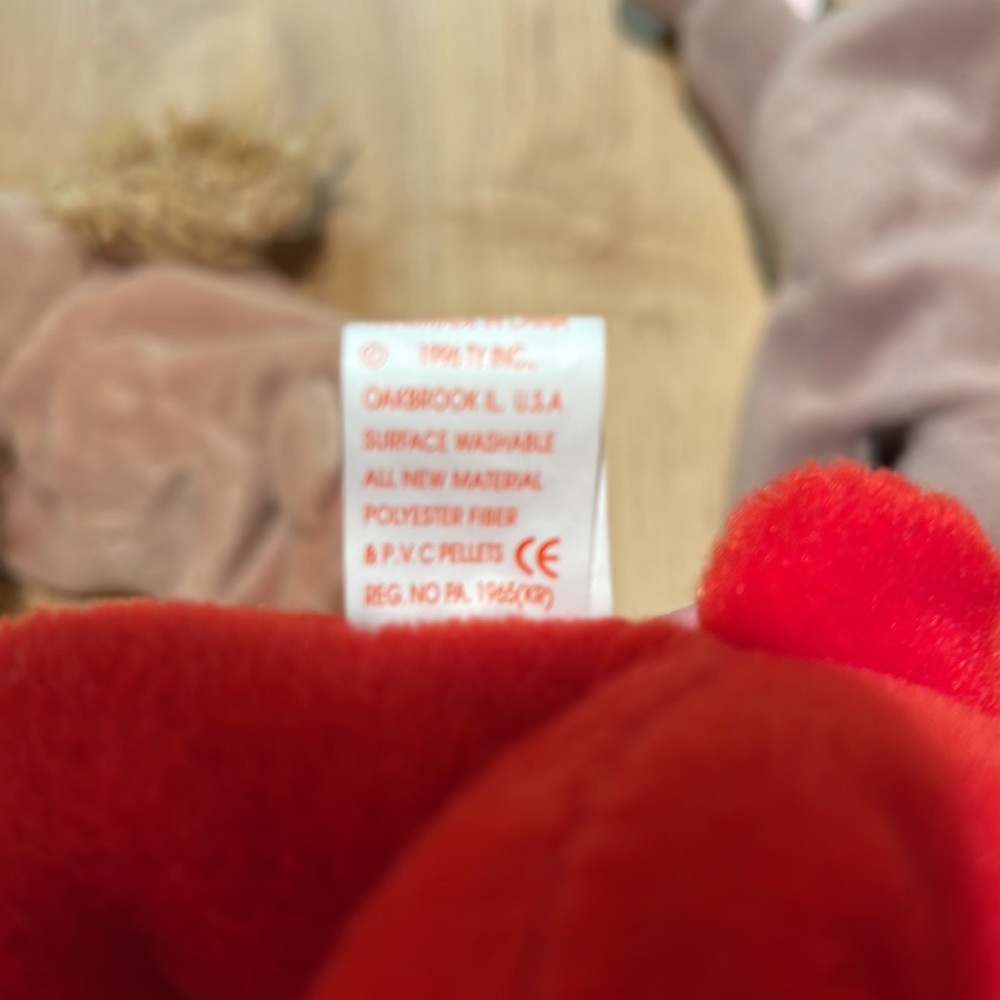 © 1996 TY INC.,
OAKBROOK IL, U.S.A
SURFACE WASHABLE
ALL NEW MATERIAL
POLYESTER FIBER
& P.V.C PELLETS CE
REG. NO PA. 1965(KR)